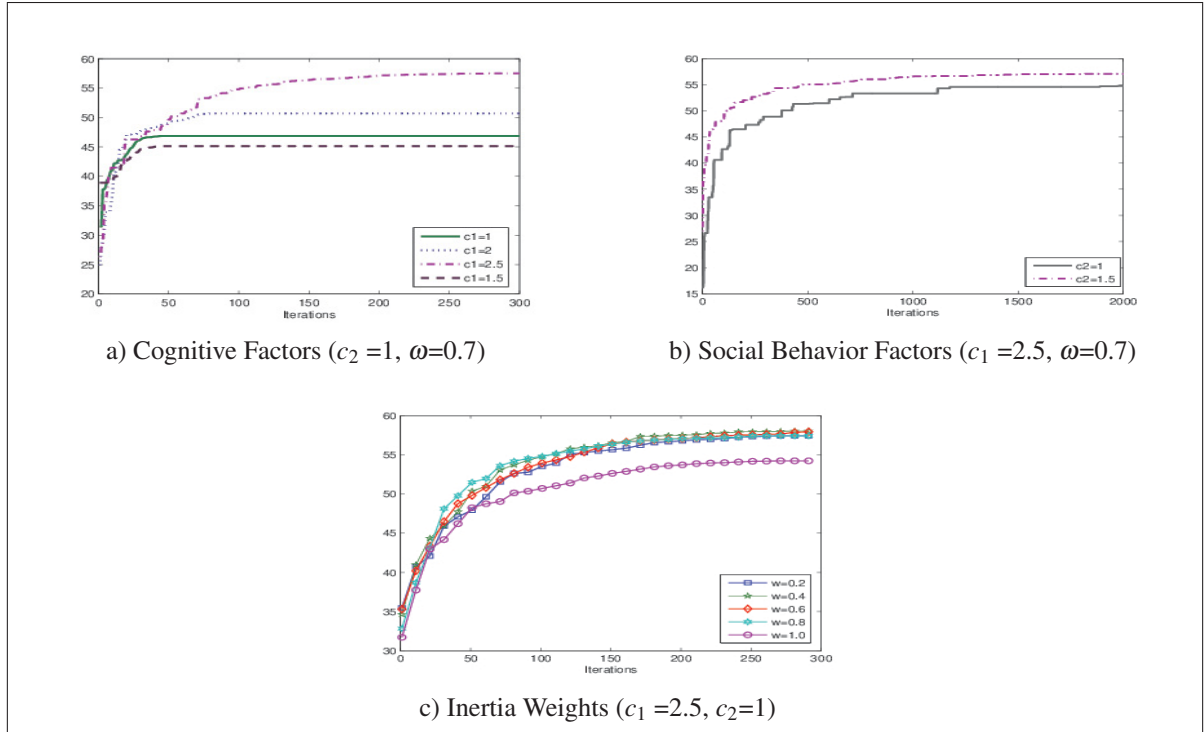 60
55
50
45
40
35
30
25
20
0
50
100
150
200
250
300
Iterations
c1=1
c1=2
c1=2.5
c1=1.5
a) Cognitive Factors (c2 =1, ω=0.7)
60
55
50
45
40
35
30
25
20
15
0
500
1000
1500
2000
Iterations
c2=1
c2=1.5
b) Social Behavior Factors (c1 =2.5, ω=0.7)
60
55
50
45
40
35
30
0
50
100
150
200
250
300
Iterations
w=0.2
w=0.4
w=0.6
w=0.8
w=1.0
c) Inertia Weights (c1 =2.5, c2=1)